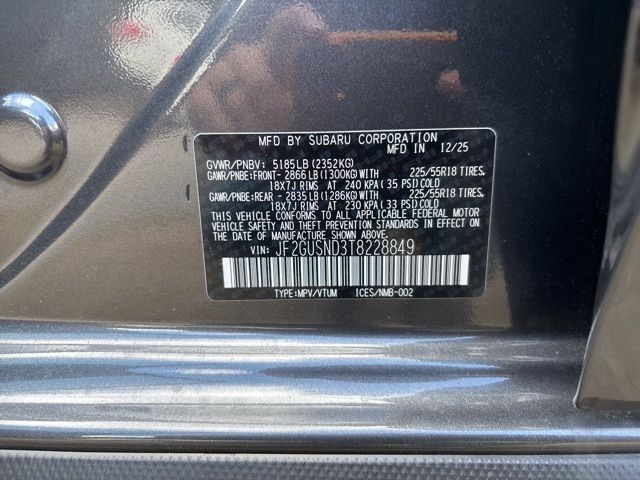 MFD BY SUBARU CORPORATION
MFD IN 12/25
GVWR/PNBV: 5185LB (2352KG)
GAWR/PNBE:FRONT- 2866 LB (1300KG) WITH 225/55R18 TIRES,
18X7J RIMS AT 240 KPA (35 PSI) COLD
GAWR/PNBE:REAR - 2835 LB (1286KG) WITH 225/55R18 TIRES,
18X7J RIMS AT 230 KPA (33 PSI) COLD
THIS VEHICLE CONFORMS TO ALL APPLICABLE FEDERAL MOTOR
VEHICLE SAFETY AND THEFT PREVENTION STANDARDS IN EFFECT
ON THE DATE OF MANUFACTURE SHOWN ABOVE.
VIN: JF2GUSND3T8228849
TYPE:MPV/VTUM ICES/NMB-002